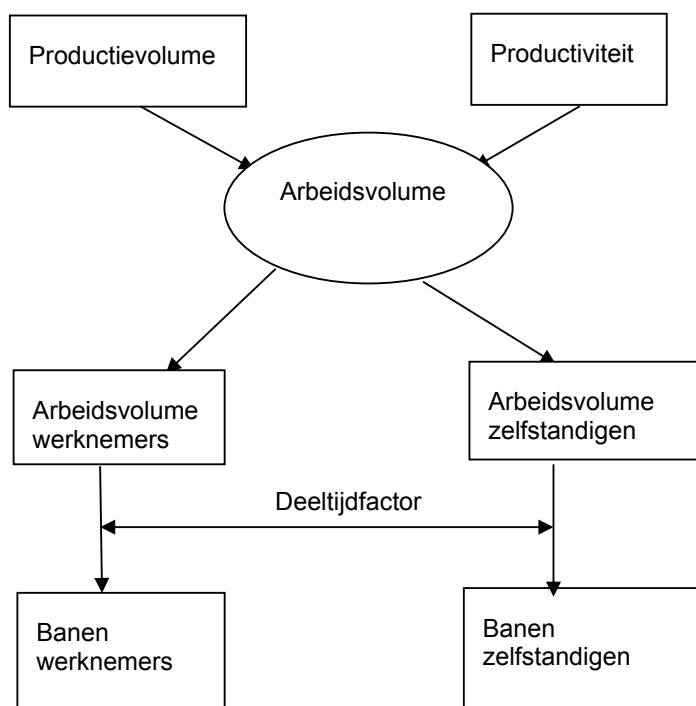 Productievolume
Productiviteit
Arbeidsvolume
Arbeidsvolume
werknemers
Arbeidsvolume
zelfstandigen
Deeltijdfactor
Banen
werknemers
Banen
zelfstandigen